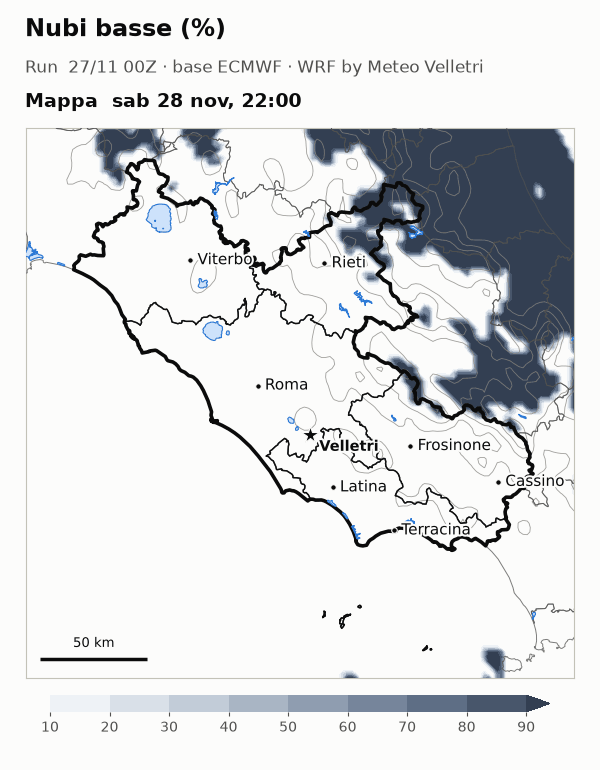 Nubi basse (%)
Run  27/11 00Z · base ECMWF · WRF by Meteo Velletri
Mappa  sab 28 nov, 22:00
Viterbo
Rieti
Roma
Velletri
Frosinone
Cassino
Latina
Terracina
50 km
10 20 30 40 50 60 70 80 90